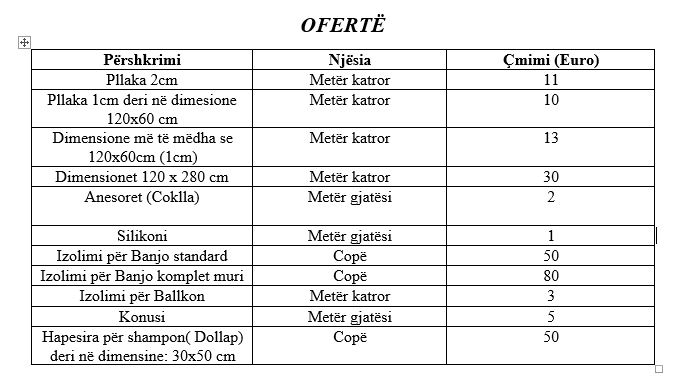 OFERTË
Përshkrimi Njësia Çmimi (Euro)
Pllaka 2cm Metër katror 11
Pllaka 1cm deri në dimesione Metër katror 10
120x60 cm
Dimensione më të mëdha se Metër katror 13
120x60cm (1cm)
Dimensionet 120 x 280 cm Metër katror 30
Anesoret (Coklla) Metër gjatësi 2
Silikoni Metër gjatësi 1
Izolimi për Banjo standard Copë 50
Izolimi për Banjo komplet muri Copë 80
Izolimi për Ballkon Metër katror 3
Konusi Metër gjatësi 5
Hapesira për shampon( Dollap) Copë 50
deri në dimensine: 30x50 cm